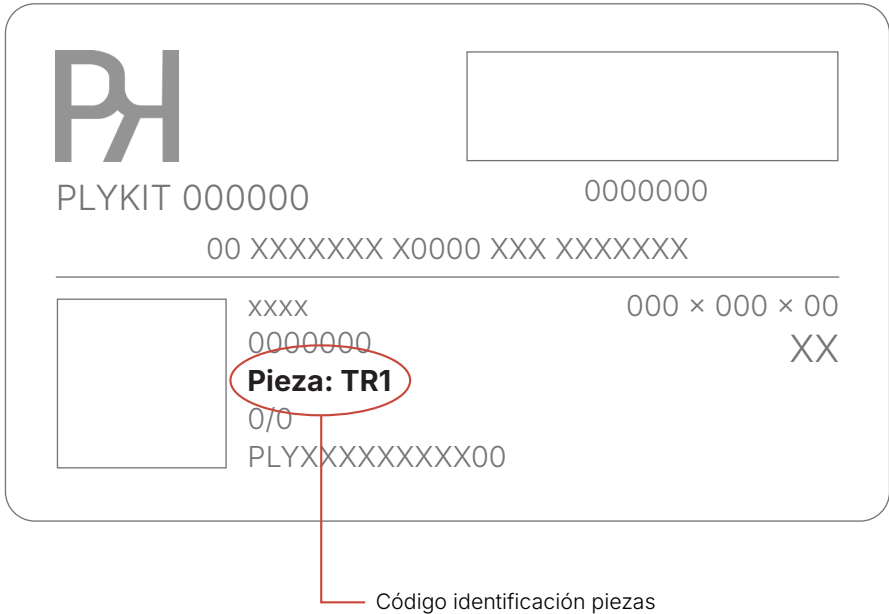 PK
PLYKIT 000000
0000000
00 XXXXXXX X0000 XXX XXXXXXX
xxxx
000 × 000 × 00
0000000
XX
Pieza: TR1
0/0
PLYXXXXXXXXX00
Código identificación piezas